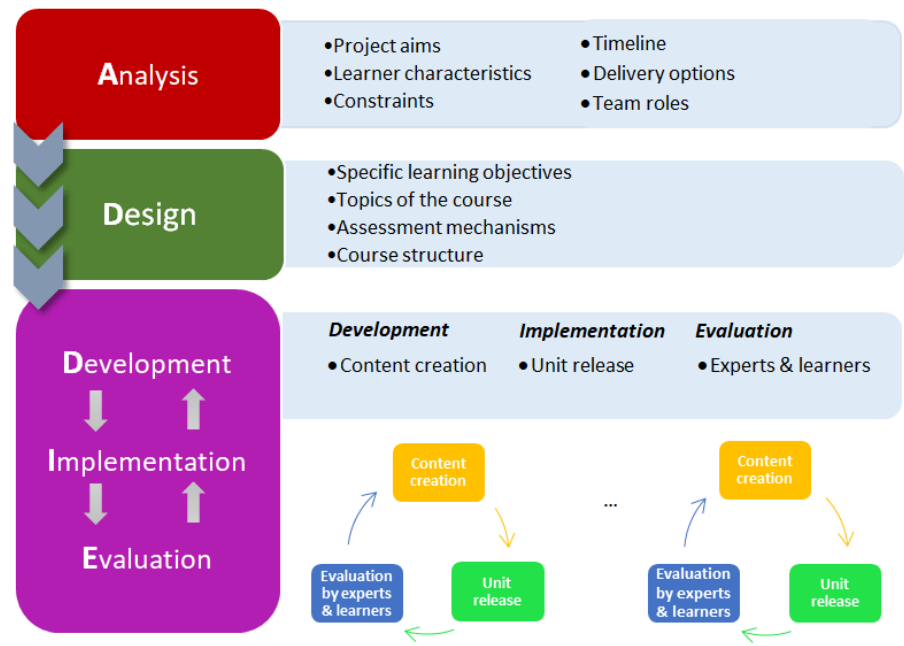 Analysis
•Project aims
•Learner characteristics
•Constraints
•Timeline
•Delivery options
•Team roles
Design
•Specific learning objectives
•Topics of the course
•Assessment mechanisms
•Course structure
Development
Implementation
Evaluation
Development
•Content creation
Implementation
•Unit release
Evaluation
•Experts & learners
Content
creation
Unit
release
Evaluation
by experts
& learners
...
Content
creation
Unit
release
Evaluation
by experts
& learners